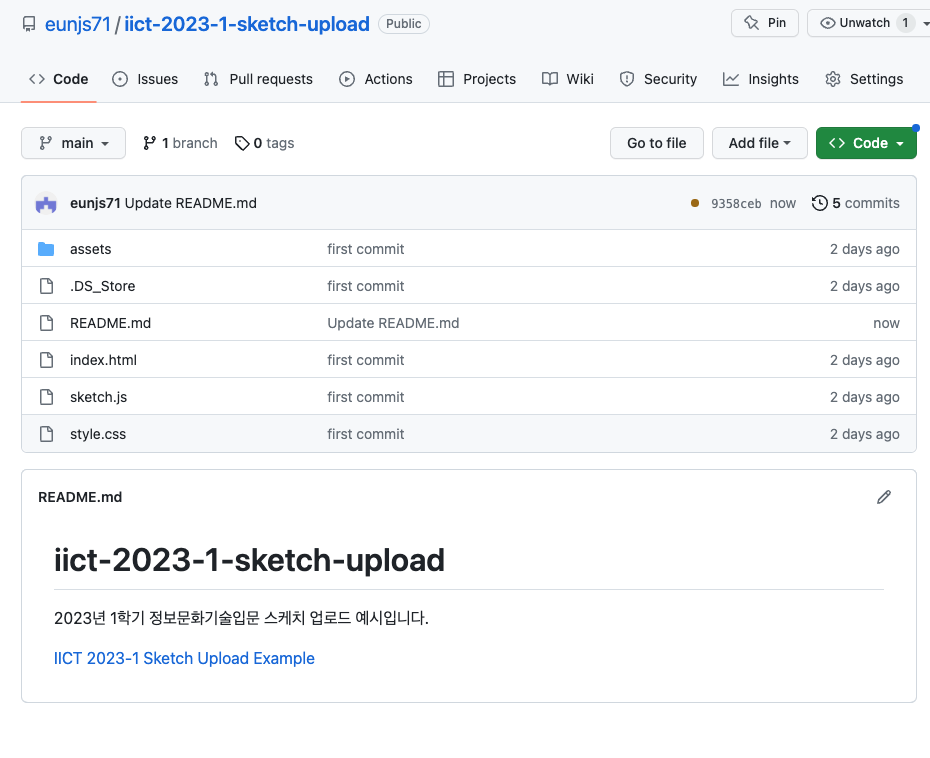 eunjs71/iict-2023-1-sketch-upload Public Pin Unwatch 1
Code Issues Pull requests Actions Projects Wiki Security Insights Settings
main 1 branch 0 tags Go to file Add file Code
eunjs71 Update README.md 9358ceb now 5 commits
assets first commit 2 days ago
.DS_Store first commit 2 days ago
README.md Update README.md now
index.html first commit 2 days ago
sketch.js first commit 2 days ago
style.css first commit 2 days ago
README.md
iict-2023-1-sketch-upload
2023년 1학기 정보문화기술입문 스케치 업로드 예시입니다.
IICT 2023-1 Sketch Upload Example